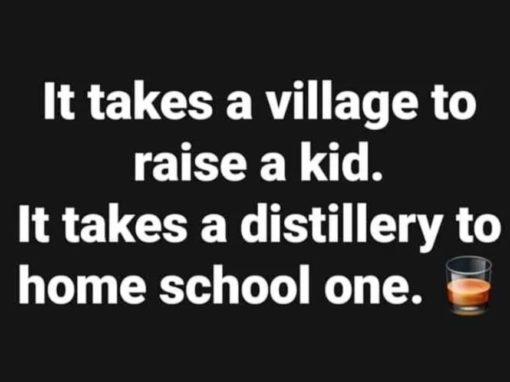 It takes a village to
raise a kid.
It takes a distillery to
home school one. 🥃